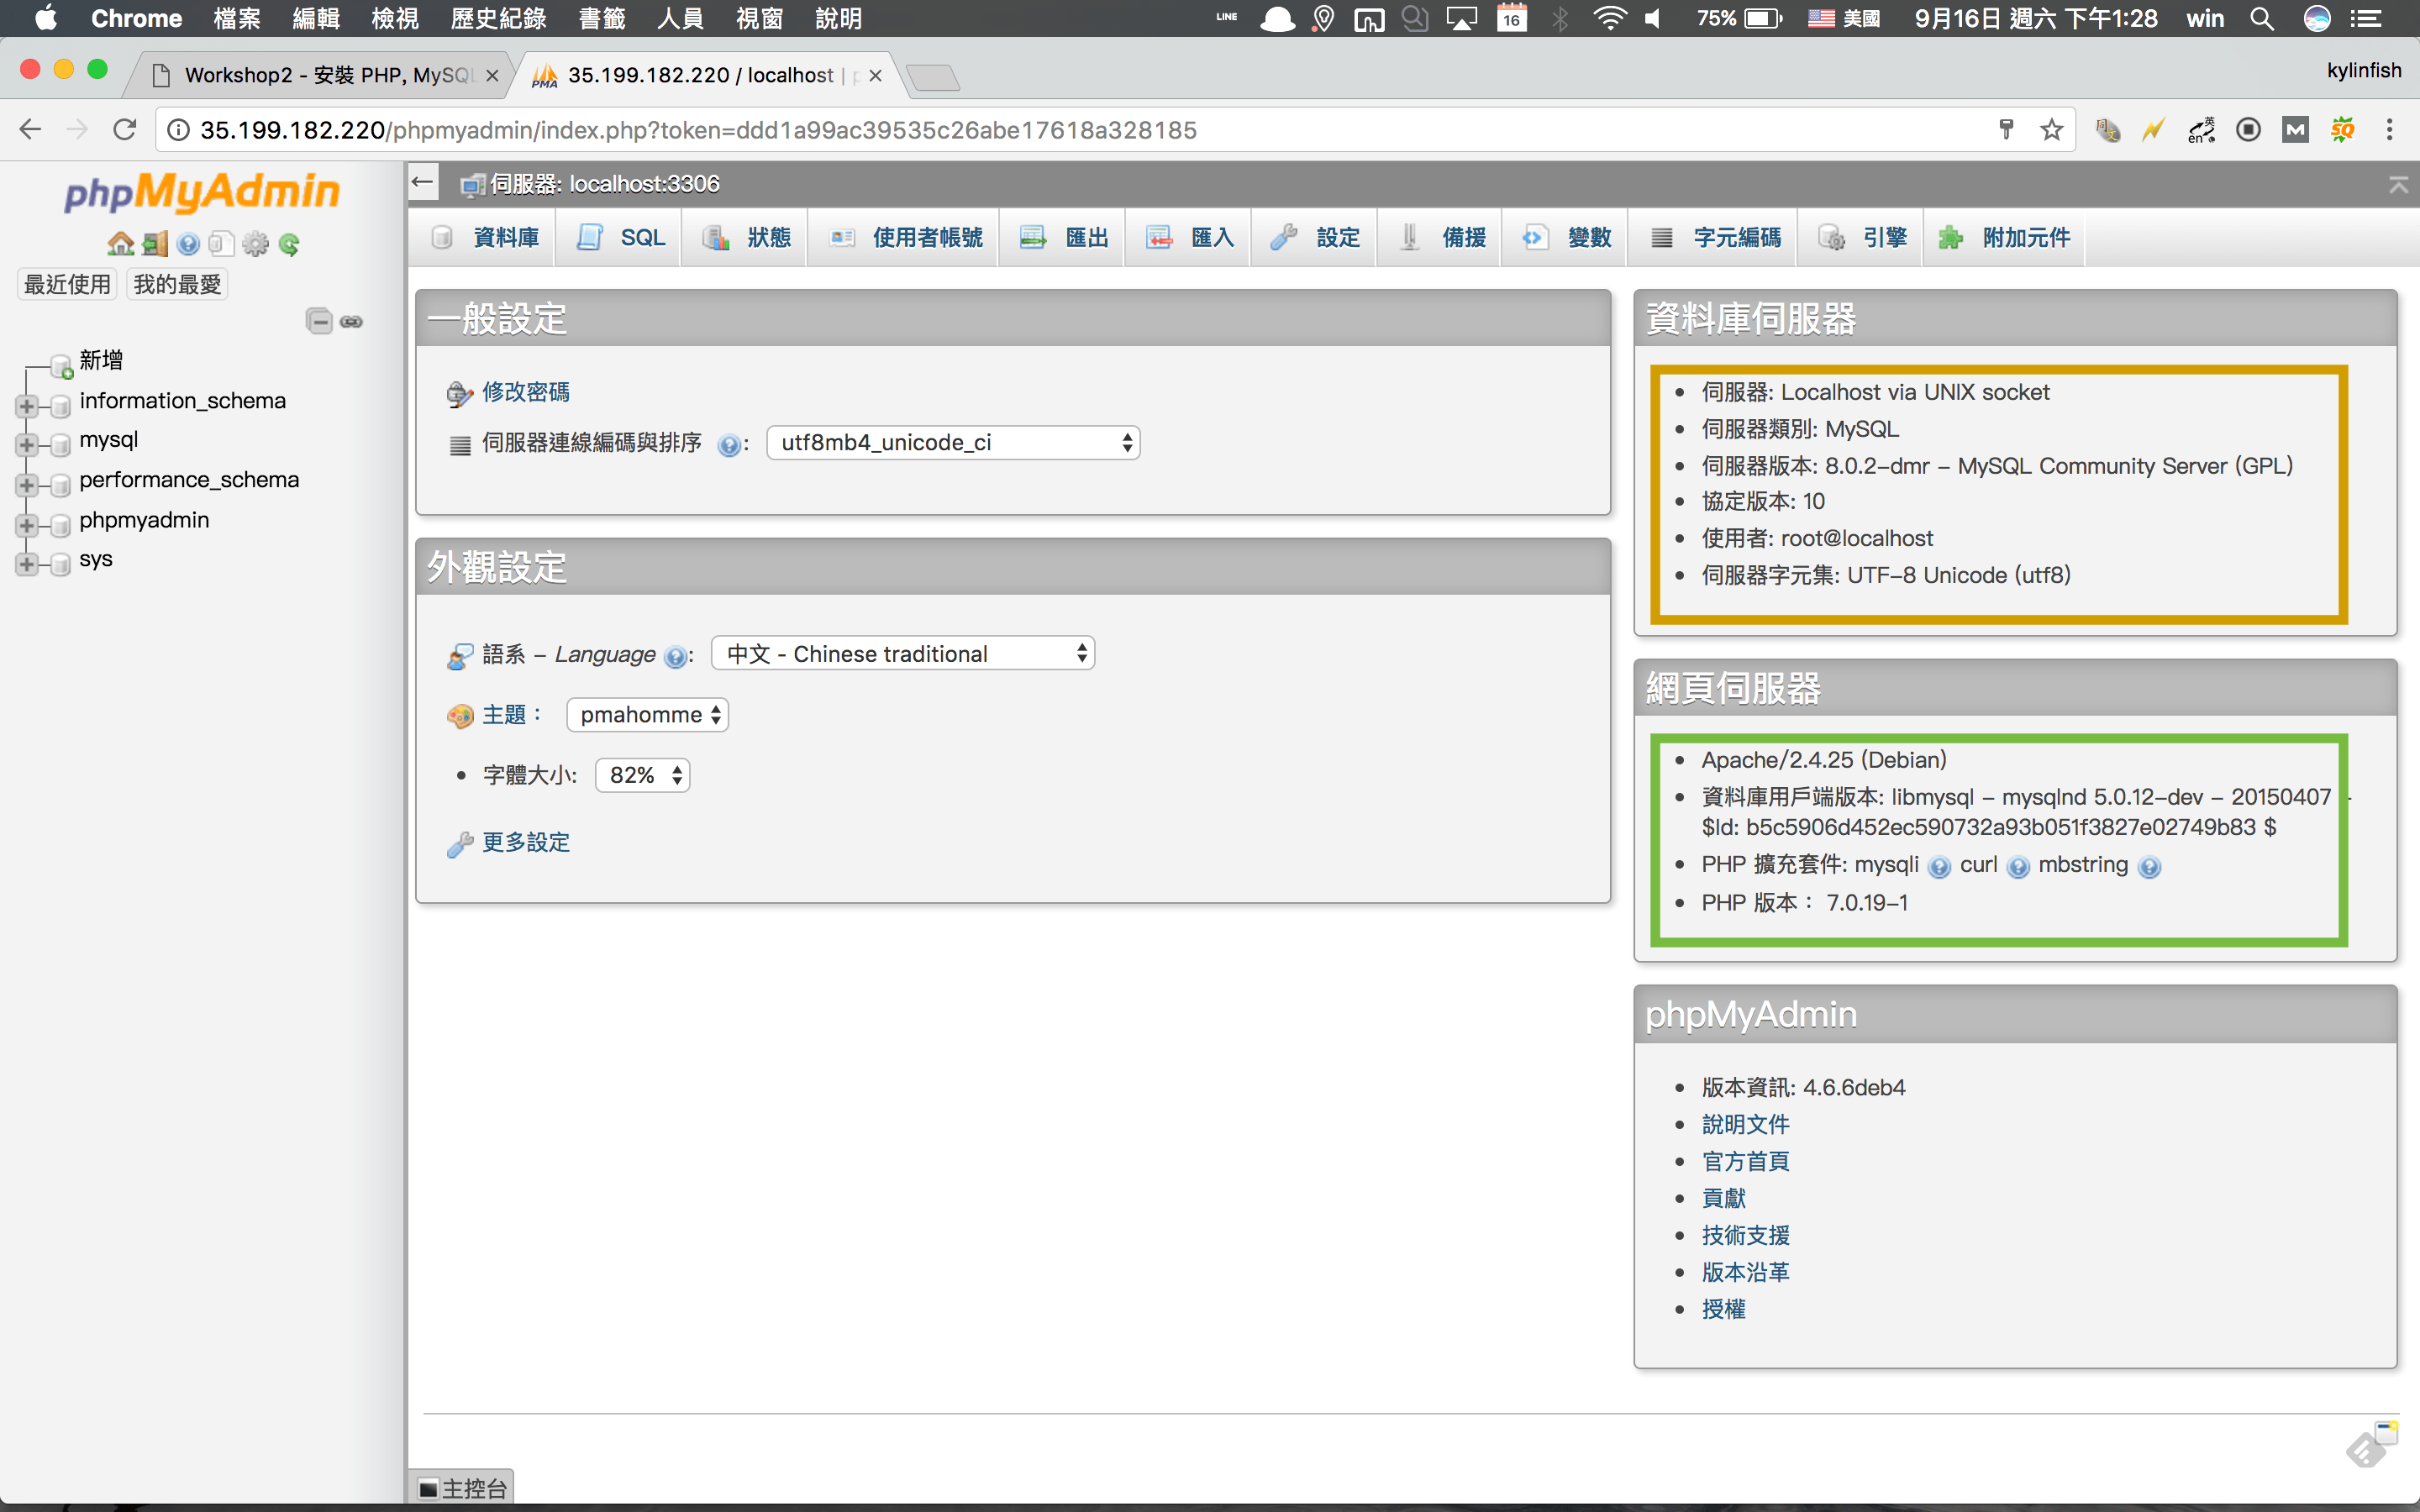 Chrome 檔案 編輯 檢視 歷史紀錄 書籤 人員 視窗 說明 LINE 16 75% 美國 9月16日 週六 下午1:28 win
Workshop2 - 安裝 PHP, MySQL
35.199.182.220 / localhost | p
kylinfish
35.199.182.220/phpmyadmin/index.php?token=ddd1a99ac39535c26abe17618a328185
phpMyAdmin
最近使用 我的最愛
新增
information_schema
mysql
performance_schema
phpmyadmin
sys
伺服器: localhost:3306
資料庫 SQL 狀態 使用者帳號 匯出 匯入 設定 備援 變數 字元編碼 引擎 附加元件
一般設定
修改密碼
伺服器連線編碼與排序 : utf8mb4_unicode_ci
外觀設定
語系 – Language : 中文 - Chinese traditional
主題： pmahomme
字體大小: 82%
更多設定
資料庫伺服器
伺服器: Localhost via UNIX socket
伺服器類別: MySQL
伺服器版本: 8.0.2-dmr – MySQL Community Server (GPL)
協定版本: 10
使用者: root@localhost
伺服器字元集: UTF-8 Unicode (utf8)
網頁伺服器
Apache/2.4.25 (Debian)
資料庫用戶端版本: libmysql – mysqlnd 5.0.12-dev – 20150407 -
$Id: b5c5906d452ec590732a93b051f3827e02749b83 $
PHP 擴充套件: mysqli curl mbstring
PHP 版本： 7.0.19-1
phpMyAdmin
版本資訊: 4.6.6deb4
說明文件
官方首頁
貢獻
技術支援
版本沿革
授權
主控台